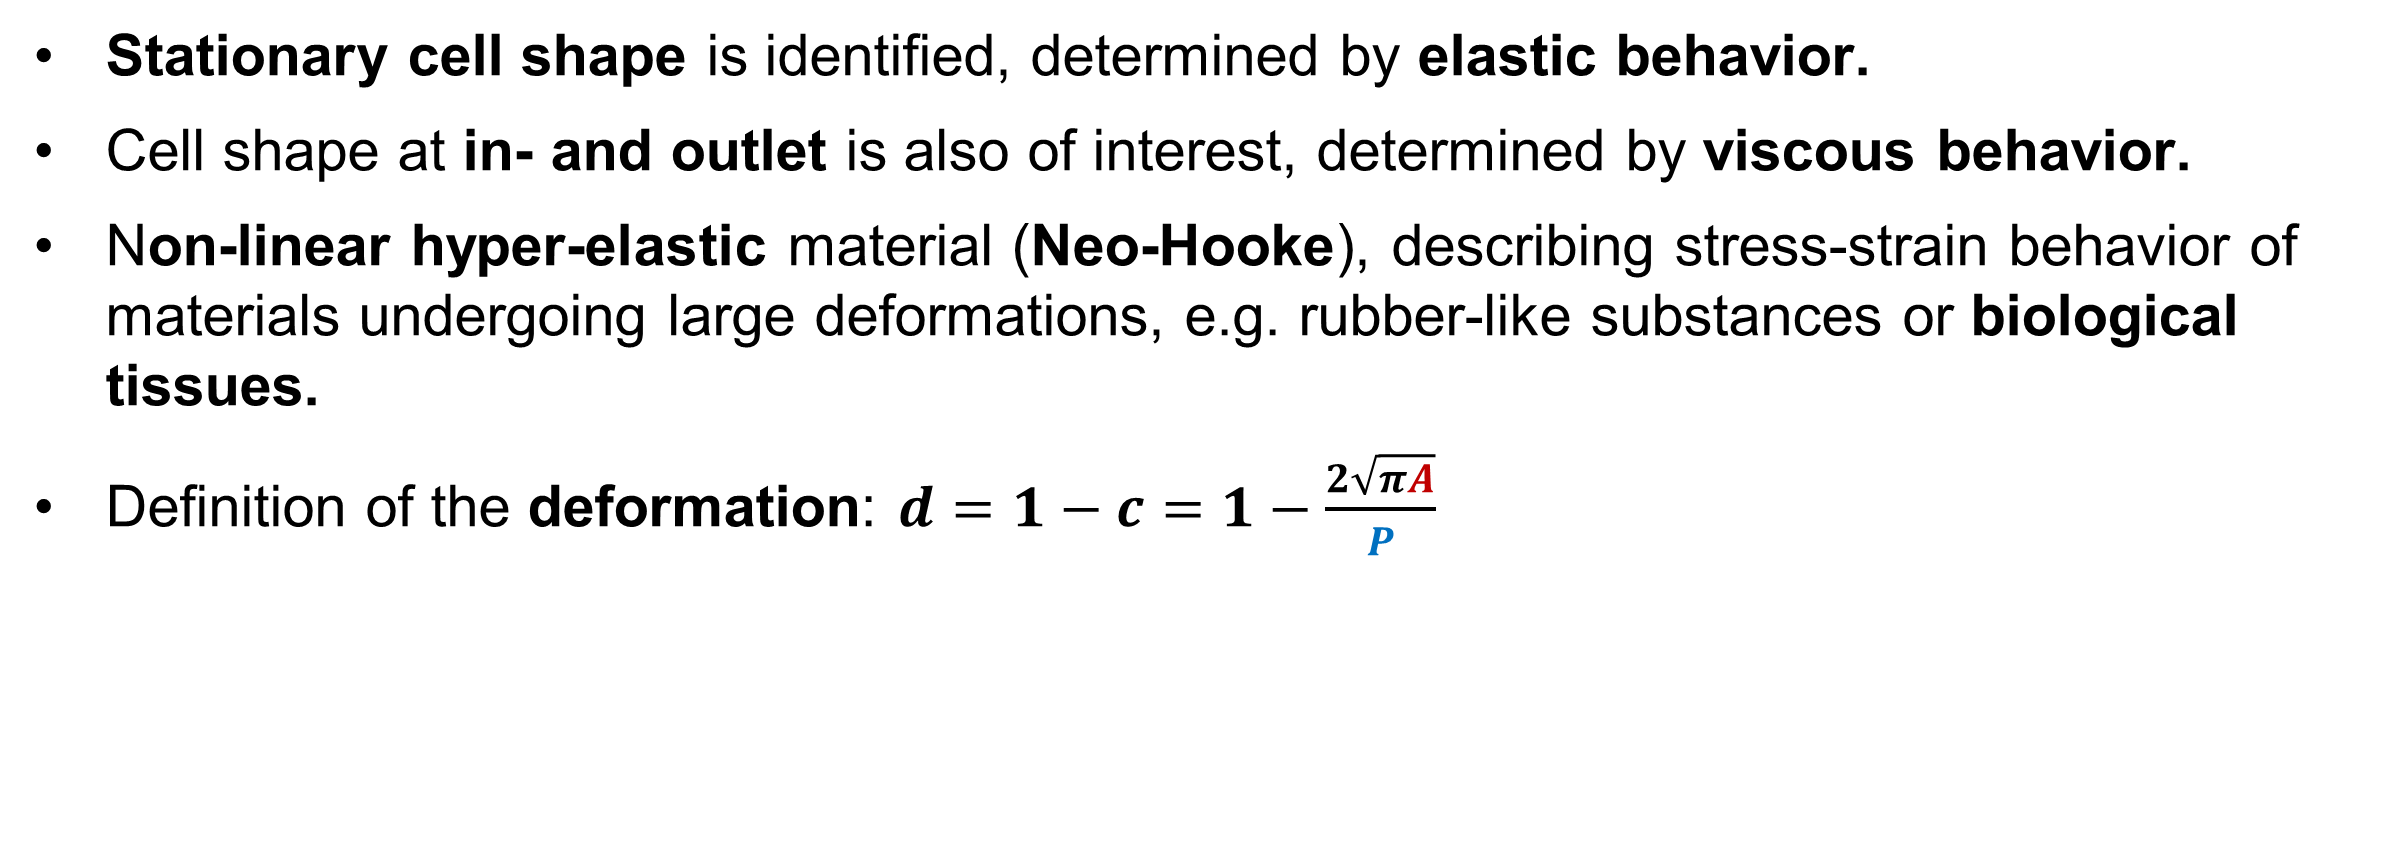 • Stationary cell shape is identified, determined by elastic behavior.
• Cell shape at in- and outlet is also of interest, determined by viscous behavior.
• Non-linear hyper-elastic material (Neo-Hooke), describing stress-strain behavior of
materials undergoing large deformations, e.g. rubber-like substances or biological
tissues.
• Definition of the deformation: d = 1 − c = 1 − 2√πA / P